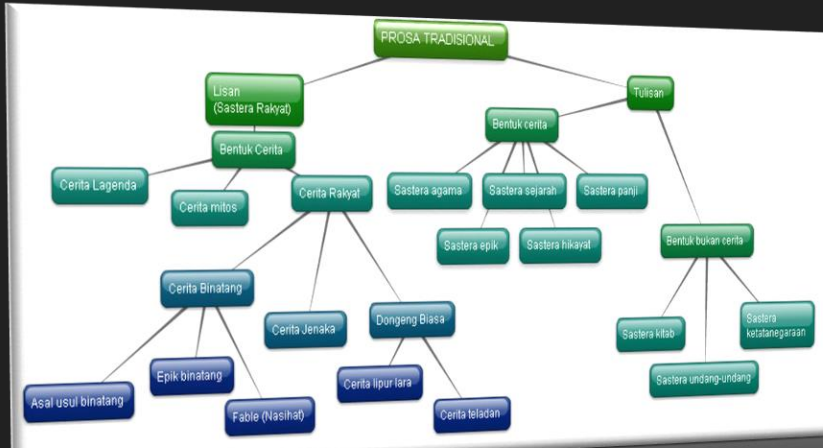 PROSA TRADISIONAL
Lisan
(Sastera Rakyat)
Tulisan
Bentuk Cerita
Bentuk cerita
Cerita Lagenda
Cerita mitos
Cerita Rakyat
Sastera agama
Sastera sejarah
Sastera panji
Sastera epik
Sastera hikayat
Bentuk bukan cerita
Cerita Binatang
Cerita Jenaka
Dongeng Biasa
Sastera kitab
Sastera
ketatanegaraan
Sastera undang-undang
Asal usul binatang
Epik binatang
Fable (Nasihat)
Cerita lipur lara
Cerita teladan